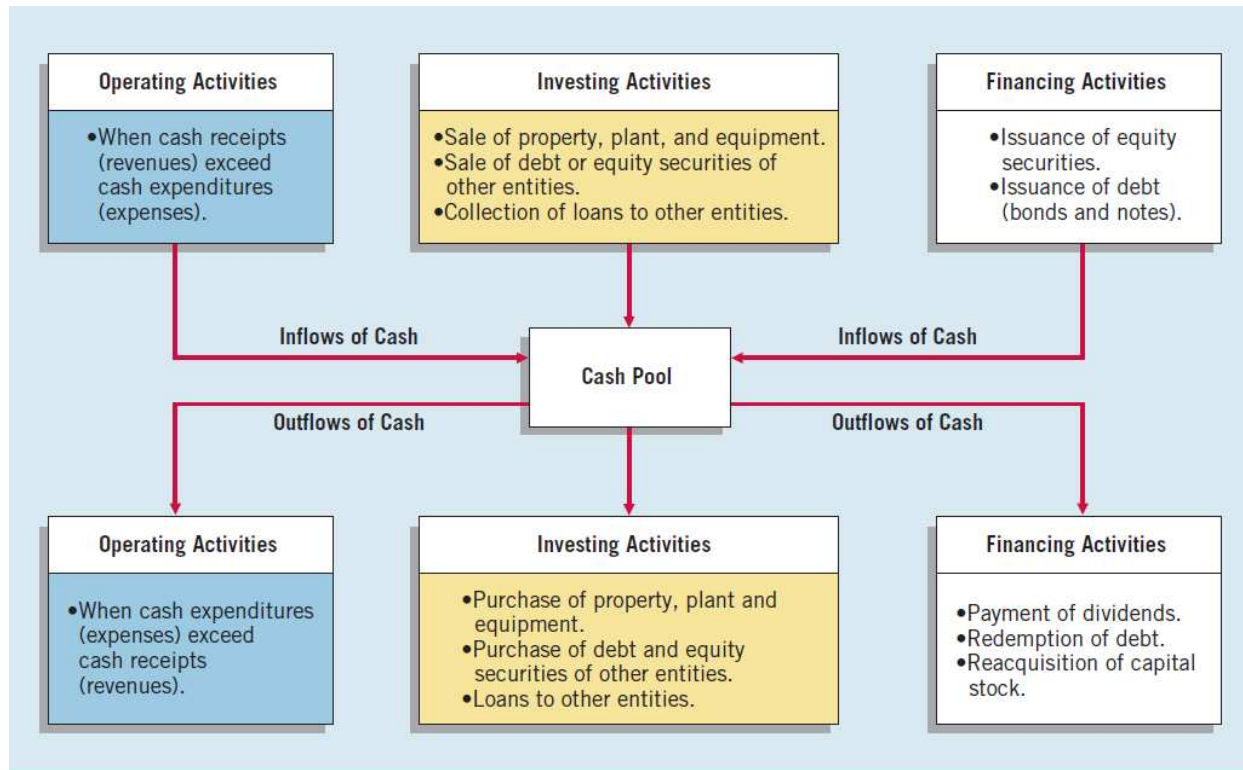 Operating Activities
•When cash receipts
(revenues) exceed
cash expenditures
(expenses).
Investing Activities
•Sale of property, plant, and equipment.
•Sale of debt or equity securities of
other entities.
•Collection of loans to other entities.
Financing Activities
•Issuance of equity
securities.
•Issuance of debt
(bonds and notes).
Inflows of Cash
Inflows of Cash
Cash Pool
Outflows of Cash
Outflows of Cash
Operating Activities
•When cash expenditures
(expenses) exceed
cash receipts
(revenues).
Investing Activities
•Purchase of property, plant and
equipment.
•Purchase of debt and equity
securities of other entities.
•Loans to other entities.
Financing Activities
•Payment of dividends.
•Redemption of debt.
•Reacquisition of capital
stock.